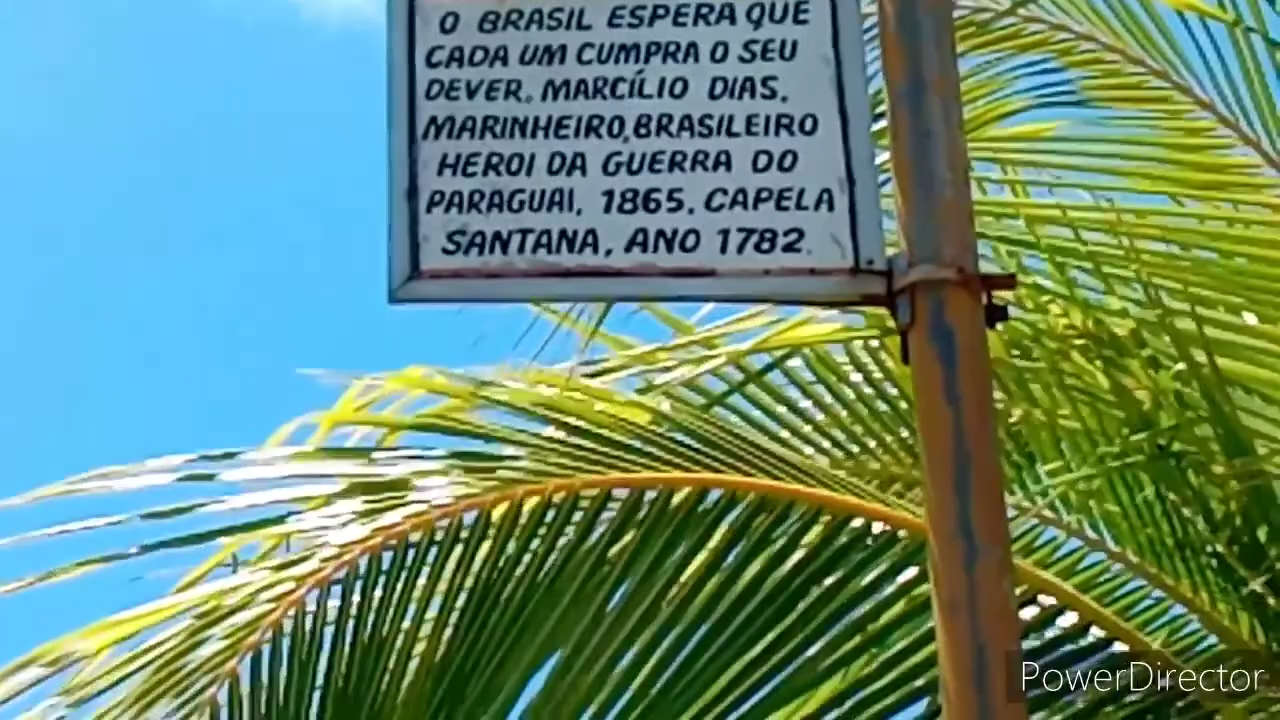 O BRASIL ESPERA QUE
CADA UM CUMPRA O SEU
DEVER. MARCÍLIO DIAS.
MARINHEIRO,BRASILEIRO
HEROI DA GUERRA DO
PARAGUAI, 1865. CAPELA
SANTANA, ANO 1782.
PowerDirector